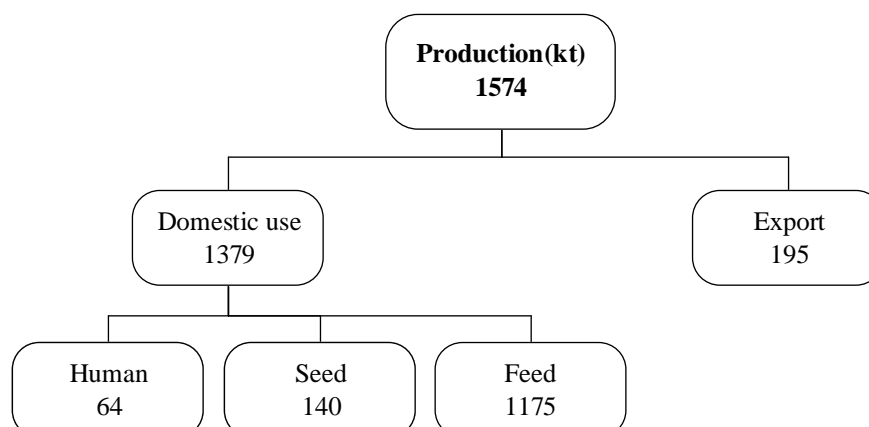 Production(kt)
1574
Domestic use
1379
Export
195
Human
64
Seed
140
Feed
1175